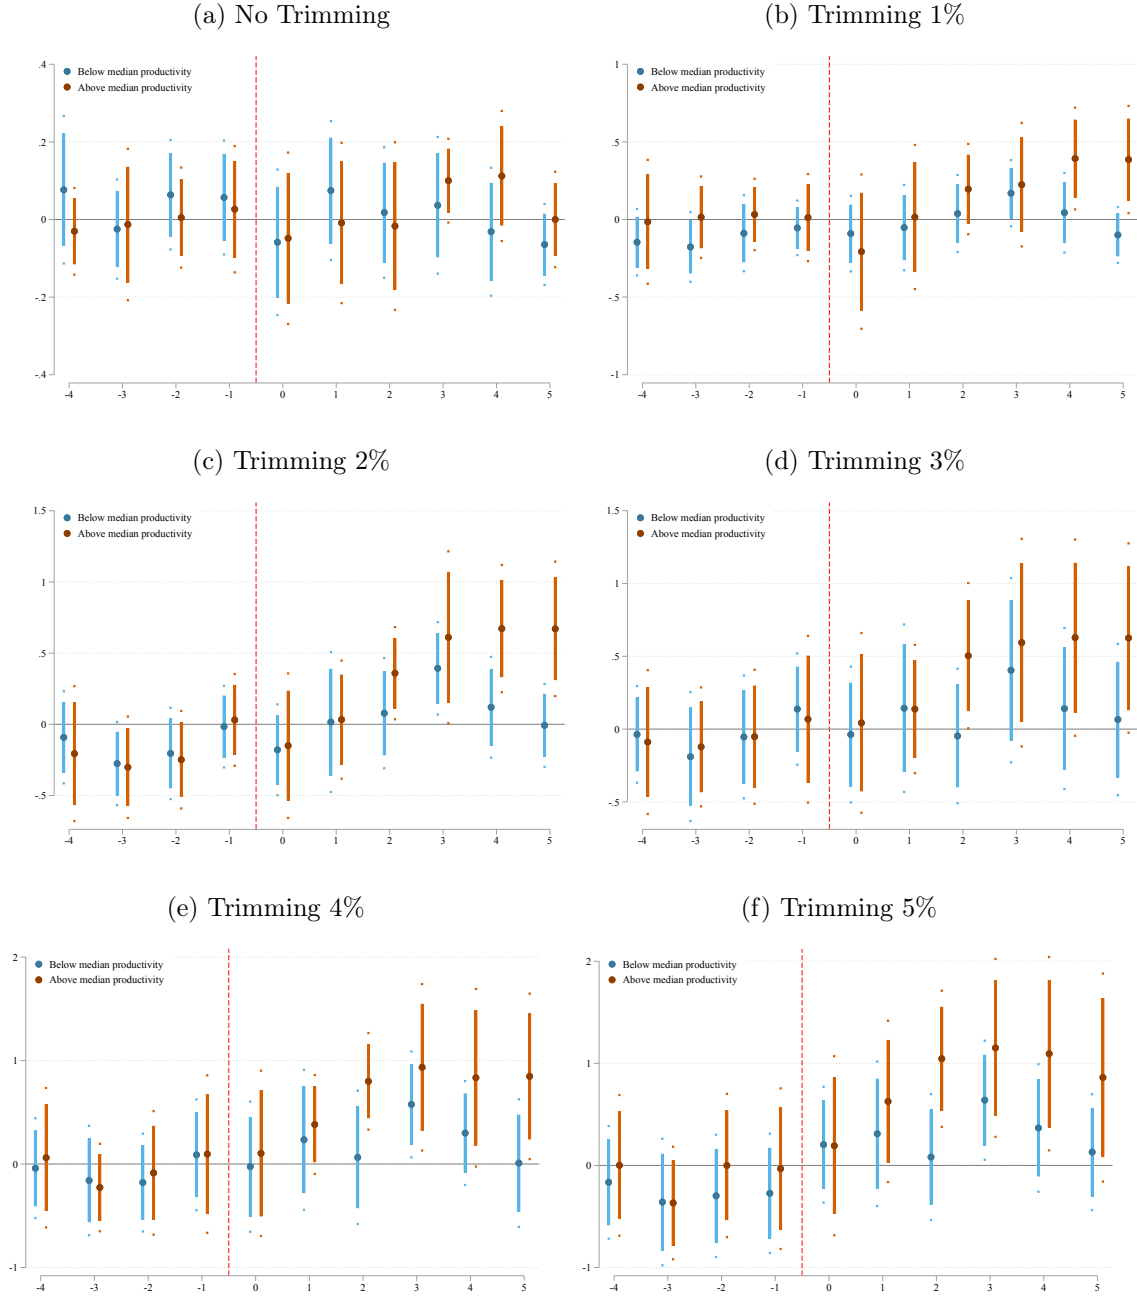 (a) No Trimming
Below median productivity
Above median productivity
.4
.2
0
-.2
-.4
-4 -3 -2 -1 0 1 2 3 4 5
(b) Trimming 1%
Below median productivity
Above median productivity
1
.5
0
-.5
-1
-4 -3 -2 -1 0 1 2 3 4 5
(c) Trimming 2%
Below median productivity
Above median productivity
1.5
1
.5
0
-.5
-4 -3 -2 -1 0 1 2 3 4 5
(d) Trimming 3%
Below median productivity
Above median productivity
1.5
1
.5
0
-.5
-4 -3 -2 -1 0 1 2 3 4 5
(e) Trimming 4%
Below median productivity
Above median productivity
2
1
0
-1
-4 -3 -2 -1 0 1 2 3 4 5
(f) Trimming 5%
Below median productivity
Above median productivity
2
1
0
-1
-4 -3 -2 -1 0 1 2 3 4 5